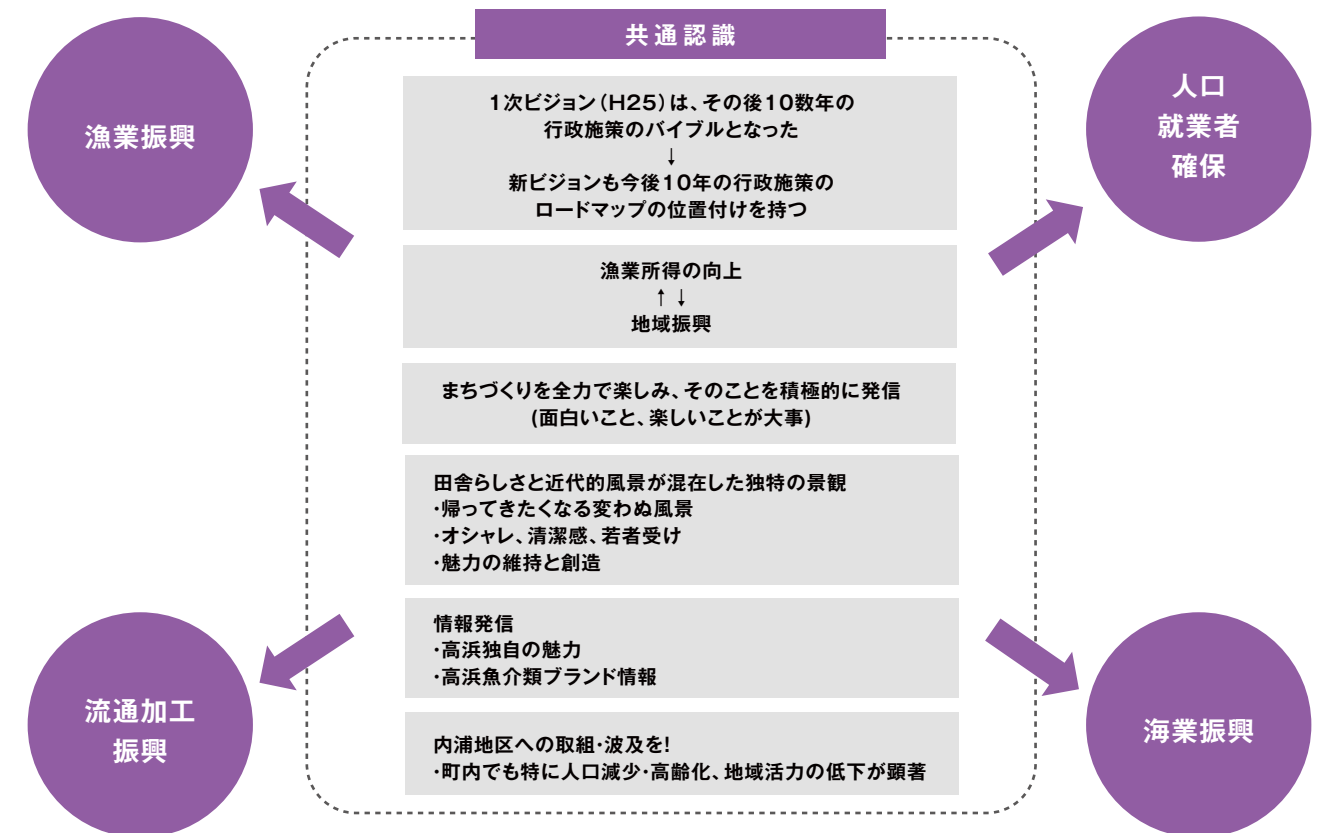 共通認識
漁業振興
人口
就業者
確保
1次ビジョン(H25)は、その後10数年の
行政施策のバイブルとなった
↓
新ビジョンも今後10年の行政施策の
ロードマップの位置付けを持つ
漁業所得の向上
↑↓
地域振興
まちづくりを全力で楽しみ、そのことを積極的に発信
(面白いこと、楽しいことが大事)
田舎らしさと近代的風景が混在した独特の景観
・帰ってきたくなる変わぬ風景
・オシャレ、清潔感、若者受け
・魅力の維持と創造
情報発信
・高浜独自の魅力
・高浜魚介類ブランド情報
内浦地区への取組・波及を!
・町内でも特に人口減少・高齢化、地域活力の低下が顕著
流通加工
振興
海業振興